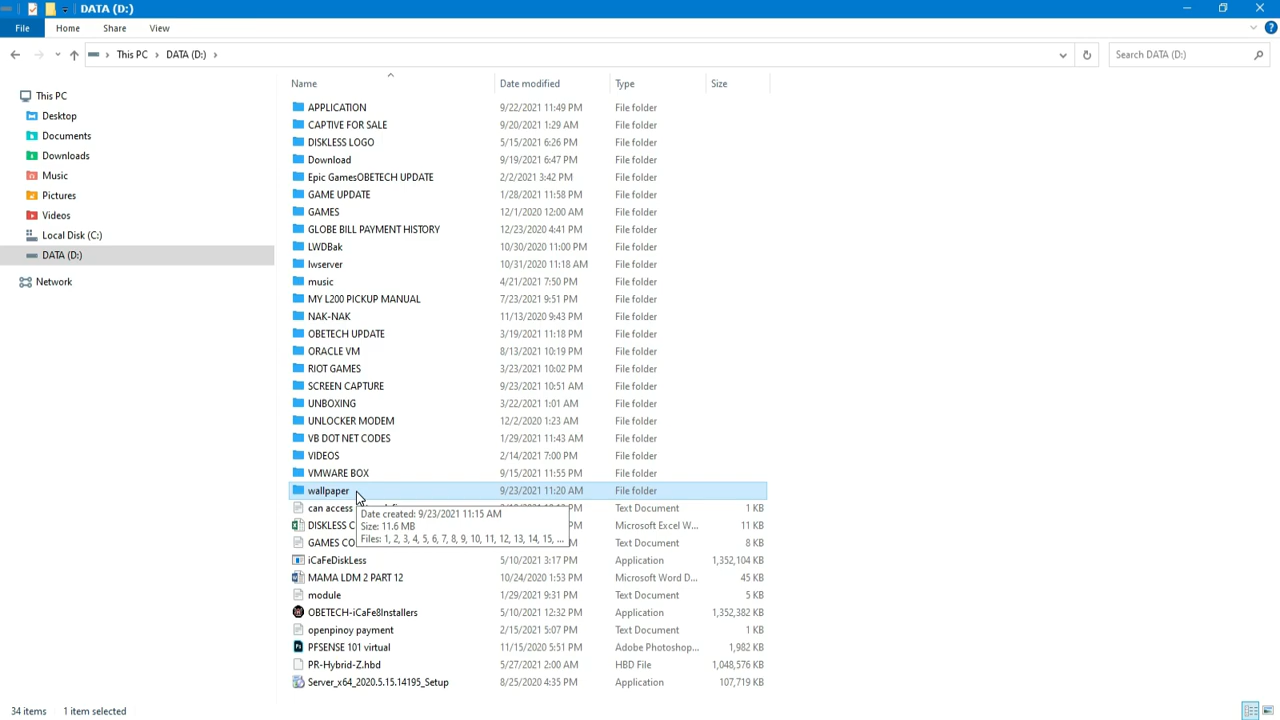 DATA (D:)
File Home Share View
This PC DATA (D:) Search DATA (D:)
Name Date modified Type Size
This PC
Desktop
Documents
Downloads
Music
Pictures
Videos
Local Disk (C:)
DATA (D:)
Network
APPLICATION 9/22/2021 11:49 PM File folder
CAPTIVE FOR SALE 9/20/2021 1:29 AM File folder
DISKLESS LOGO 5/15/2021 6:26 PM File folder
Download 9/19/2021 6:47 PM File folder
Epic GamesOBETECH UPDATE 2/2/2021 3:42 PM File folder
GAME UPDATE 1/28/2021 11:58 PM File folder
GAMES 12/1/2020 12:00 AM File folder
GLOBE BILL PAYMENT HISTORY 12/23/2020 4:41 PM File folder
LWDBak 10/30/2020 11:00 PM File folder
lwserver 10/31/2020 11:18 AM File folder
music 4/21/2021 7:50 PM File folder
MY L200 PICKUP MANUAL 7/23/2021 9:51 PM File folder
NAK-NAK 11/13/2020 9:43 PM File folder
OBETECH UPDATE 3/19/2021 11:18 PM File folder
ORACLE VM 8/13/2021 10:19 PM File folder
RIOT GAMES 3/23/2021 10:02 PM File folder
SCREEN CAPTURE 9/23/2021 10:51 AM File folder
UNBOXING 3/22/2021 1:01 AM File folder
UNLOCKER MODEM 12/2/2020 1:23 AM File folder
VB DOT NET CODES 1/29/2021 11:43 AM File folder
VIDEOS 2/14/2021 7:00 PM File folder
VMWARE BOX 9/15/2021 11:55 PM File folder
wallpaper 9/23/2021 11:20 AM File folder
can access Text Document 1 KB
Date created: 9/23/2021 11:15 AM
Size: 11.6 MB
Files: 1, 2, 3, 4, 5, 6, 7, 8, 9, 10, 11, 12, 13, 14, 15, ...
DISKLESS C PM Microsoft Excel W... 11 KB
GAMES CO Text Document 8 KB
iCaFeDiskLess 5/10/2021 3:17 PM Application 1,352,104 KB
MAMA LDM 2 PART 12 10/24/2020 1:53 PM Microsoft Word D... 45 KB
module 1/29/2021 9:31 PM Text Document 5 KB
OBETECH-iCaFe8Installers 5/10/2021 12:32 PM Application 1,352,382 KB
openpinoy payment 2/15/2021 5:07 PM Text Document 1 KB
PFSENSE 101 virtual 11/15/2020 5:51 PM Adobe Photoshop... 1,982 KB
PR-Hybrid-Z.hbd 5/27/2021 2:00 AM HBD File 1,048,576 KB
Server_x64_2020.5.15.14195_Setup 8/25/2020 4:35 PM Application 107,719 KB
34 items 1 item selected